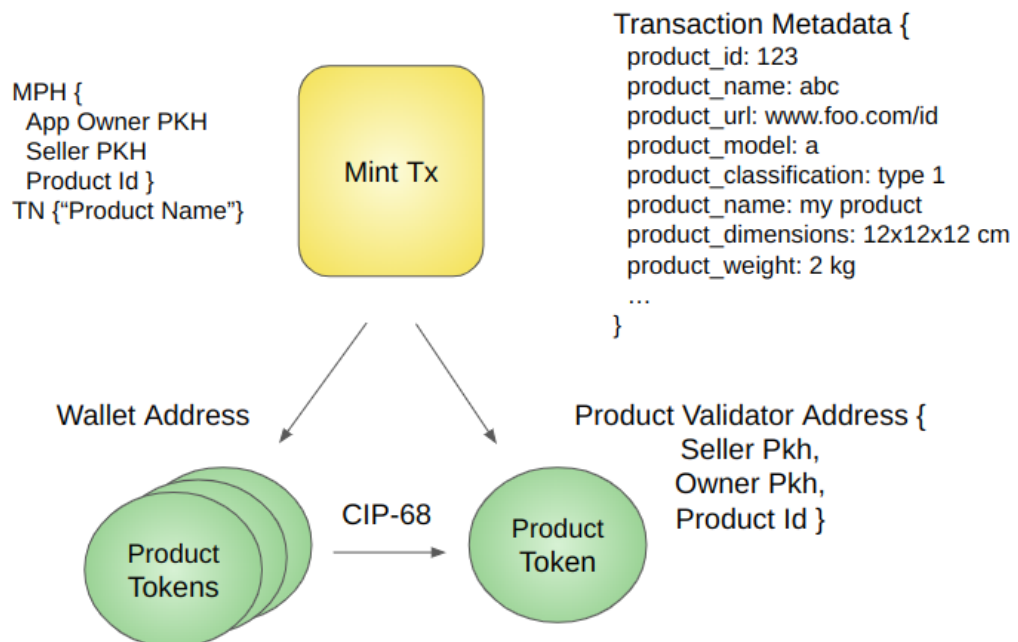 MPH {
App Owner PKH
Seller PKH
Product Id }
TN {“Product Name”}
Mint Tx
Transaction Metadata {
product_id: 123
product_name: abc
product_url: www.foo.com/id
product_model: a
product_classification: type 1
product_name: my product
product_dimensions: 12x12x12 cm
product_weight: 2 kg
…
}
Wallet Address
Product Validator Address {
Seller Pkh,
Owner Pkh,
Product Id }
Product
Tokens
CIP-68
Product
Token